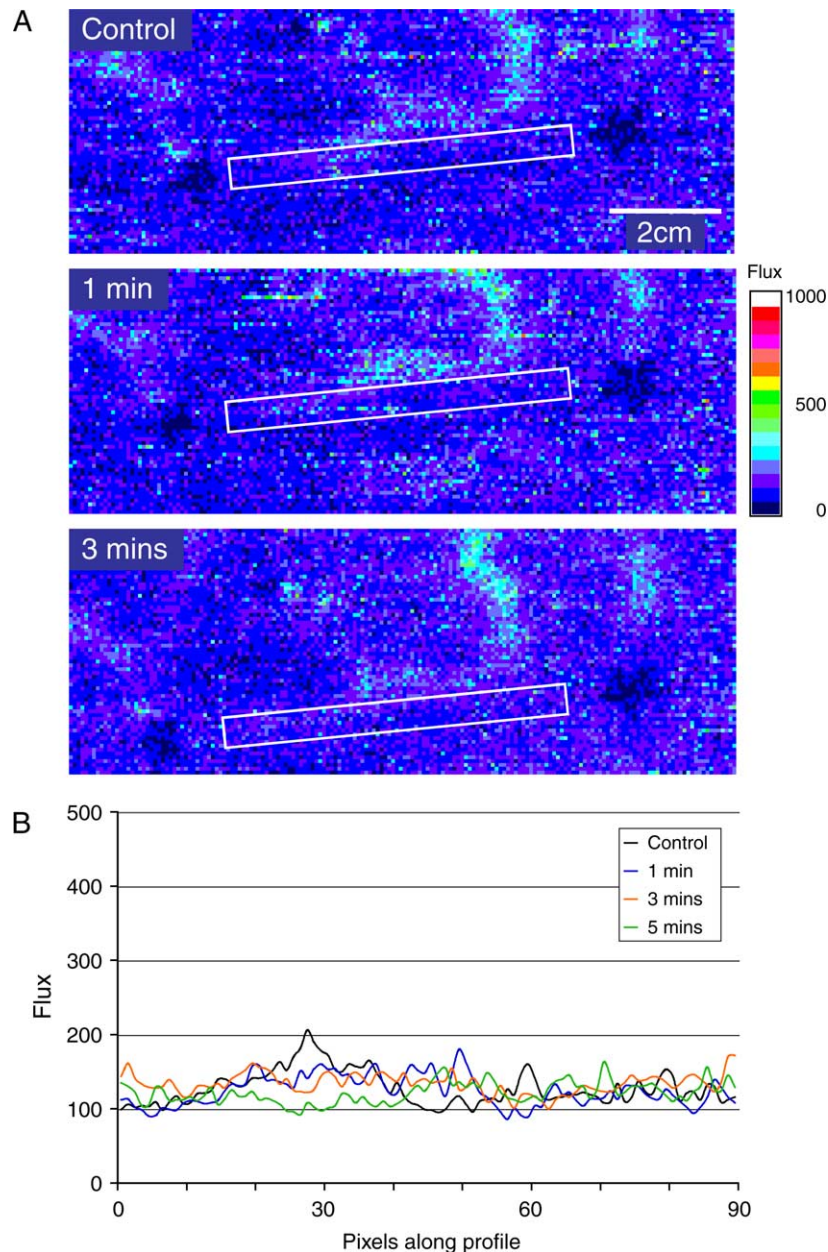 A
Control
2cm
1 min
Flux
1000
500
0
3 mins
B
500
400
300
200
100
0
Flux
Control
1 min
3 mins
5 mins
0
30
60
90
Pixels along profile